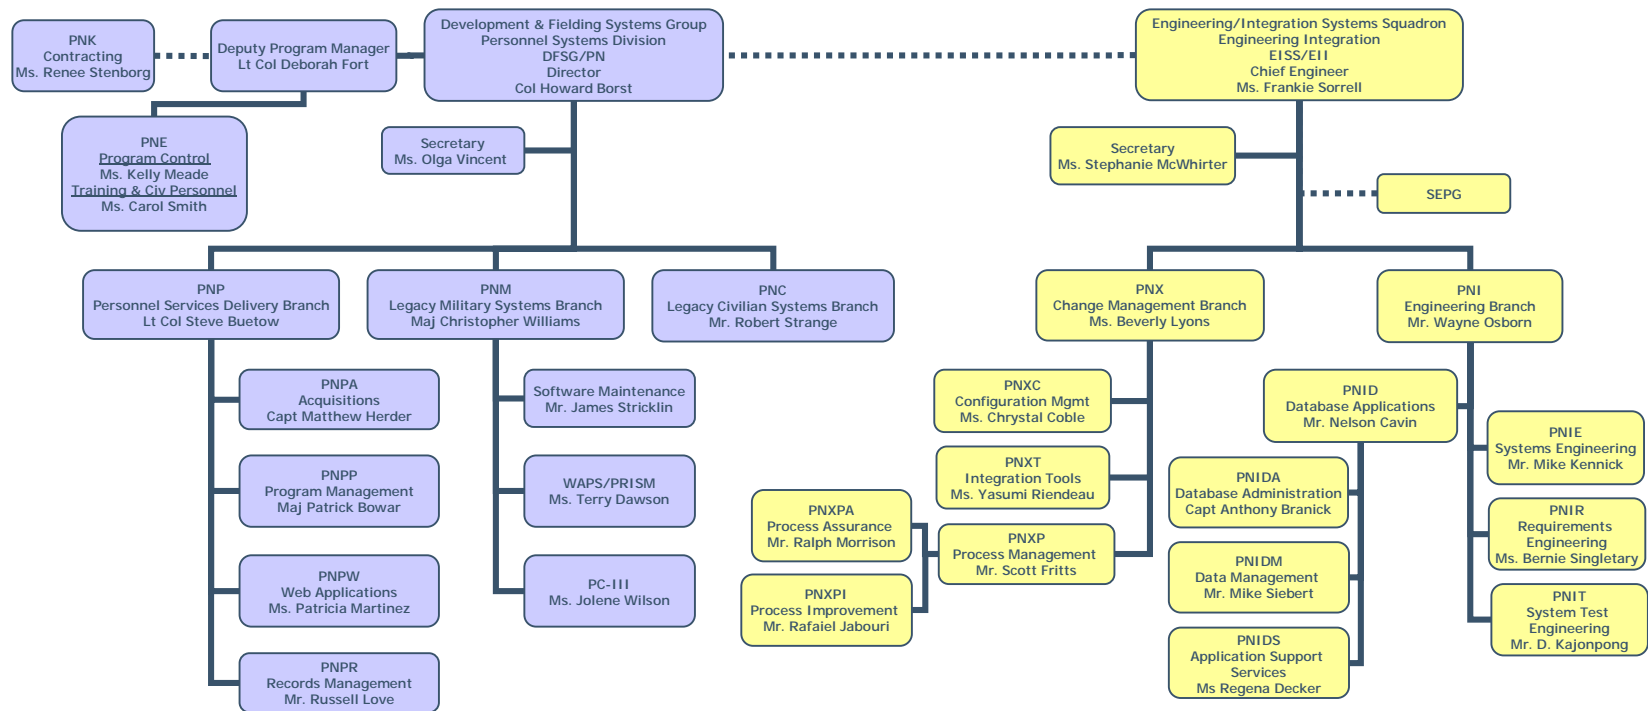 PNK
Contracting
Ms. Renee Stenborg
Deputy Program Manager
Lt Col Deborah Fort
Development & Fielding Systems Group
Personnel Systems Division
DFSG/PN
Director
Col Howard Borst
Engineering/Integration Systems Squadron
Engineering Integration
EISS/EII
Chief Engineer
Ms. Frankie Sorrell
PNE
Program Control
Ms. Kelly Meade
Training & Civ Personnel
Ms. Carol Smith
Secretary
Ms. Olga Vincent
Secretary
Ms. Stephanie McWhirter
SEPG
PNP
Personnel Services Delivery Branch
Lt Col Steve Buetow
PNM
Legacy Military Systems Branch
Maj Christopher Williams
PNC
Legacy Civilian Systems Branch
Mr. Robert Strange
PNX
Change Management Branch
Ms. Beverly Lyons
PNI
Engineering Branch
Mr. Wayne Osborn
PNPA
Acquisitions
Capt Matthew Herder
PNPP
Program Management
Maj Patrick Bowar
PNPW
Web Applications
Ms. Patricia Martinez
PNPR
Records Management
Mr. Russell Love
Software Maintenance
Mr. James Stricklin
WAPS/PRISM
Ms. Terry Dawson
PC-III
Ms. Jolene Wilson
PNXC
Configuration Mgmt
Ms. Chrystal Coble
PNXT
Integration Tools
Ms. Yasumi Riendeau
PNXP
Process Management
Mr. Scott Fritts
PNXPA
Process Assurance
Mr. Ralph Morrison
PNXPI
Process Improvement
Mr. Rafaiel Jabouri
PNID
Database Applications
Mr. Nelson Cavin
PNIDA
Database Administration
Capt Anthony Branick
PNIDM
Data Management
Mr. Mike Siebert
PNIDS
Application Support
Services
Ms Regena Decker
PNIE
Systems Engineering
Mr. Mike Kennick
PNIR
Requirements
Engineering
Ms. Bernie Singletary
PNIT
System Test
Engineering
Mr. D. Kajonpong